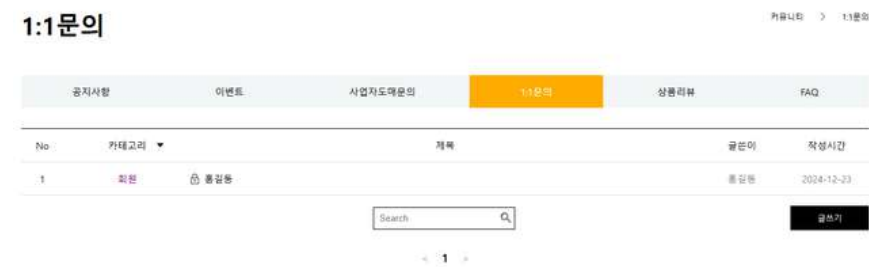 커뮤니티 > 1:1문의
1:1문의
공지사항 이벤트 사업자도매문의 1:1문의 상품리뷰 FAQ
No 카테고리 ▼ 제목 글쓴이 작성시간
1 회원 홍길동 홍길동 2024-12-23
Search
글쓰기
< 1 >